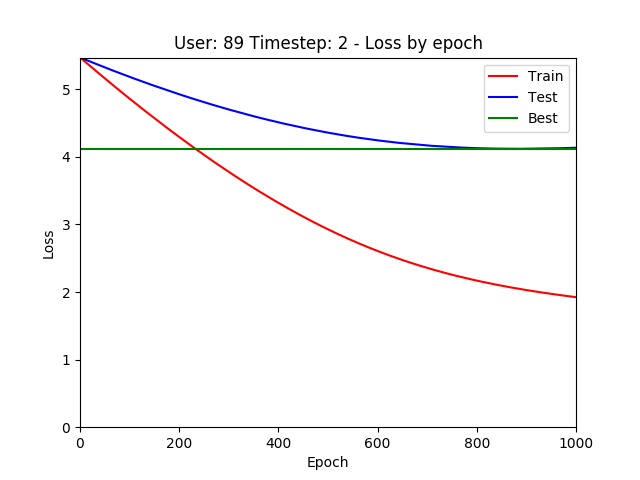 User: 89 Timestep: 2 - Loss by epoch
Train
Test
Best
5
4
3
2
1
0
Loss
0 200 400 600 800 1000
Epoch